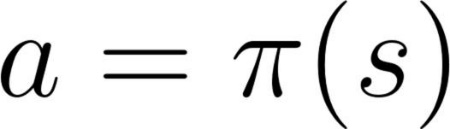 a = π(s)